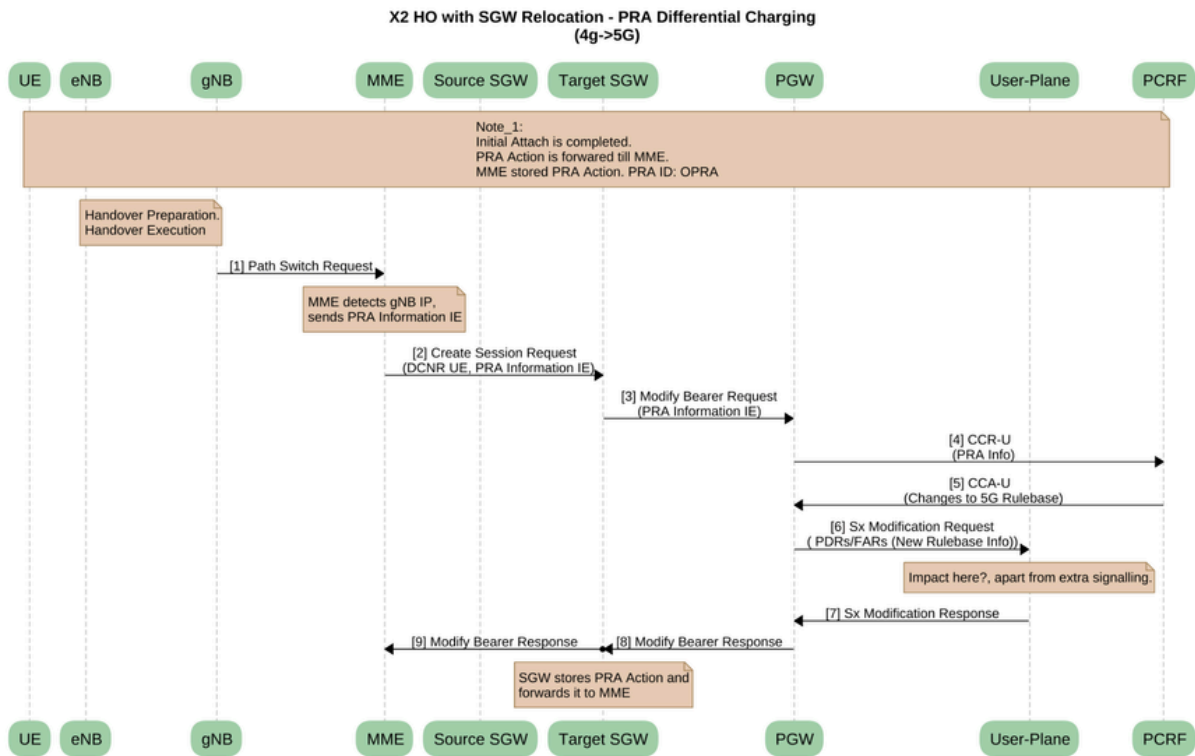 X2 HO with SGW Relocation - PRA Differential Charging
(4g->5G)
UE
eNB
gNB
MME
Source SGW
Target SGW
PGW
User-Plane
PCRF
Note_1:
Initial Attach is completed.
PRA Action is forwared till MME.
MME stored PRA Action. PRA ID: OPRA
Handover Preparation.
Handover Execution
[1] Path Switch Request
MME detects gNB IP,
sends PRA Information IE
[2] Create Session Request
(DCNR UE, PRA Information IE)
[3] Modify Bearer Request
(PRA Information IE)
[4] CCR-U
(PRA Info)
[5] CCA-U
(Changes to 5G Rulebase)
[6] Sx Modification Request
( PDRs/FARs (New Rulebase Info))
Impact here?, apart from extra signalling.
[7] Sx Modification Response
[9] Modify Bearer Response
[8] Modify Bearer Response
SGW stores PRA Action and
forwards it to MME
UE
eNB
gNB
MME
Source SGW
Target SGW
PGW
User-Plane
PCRF